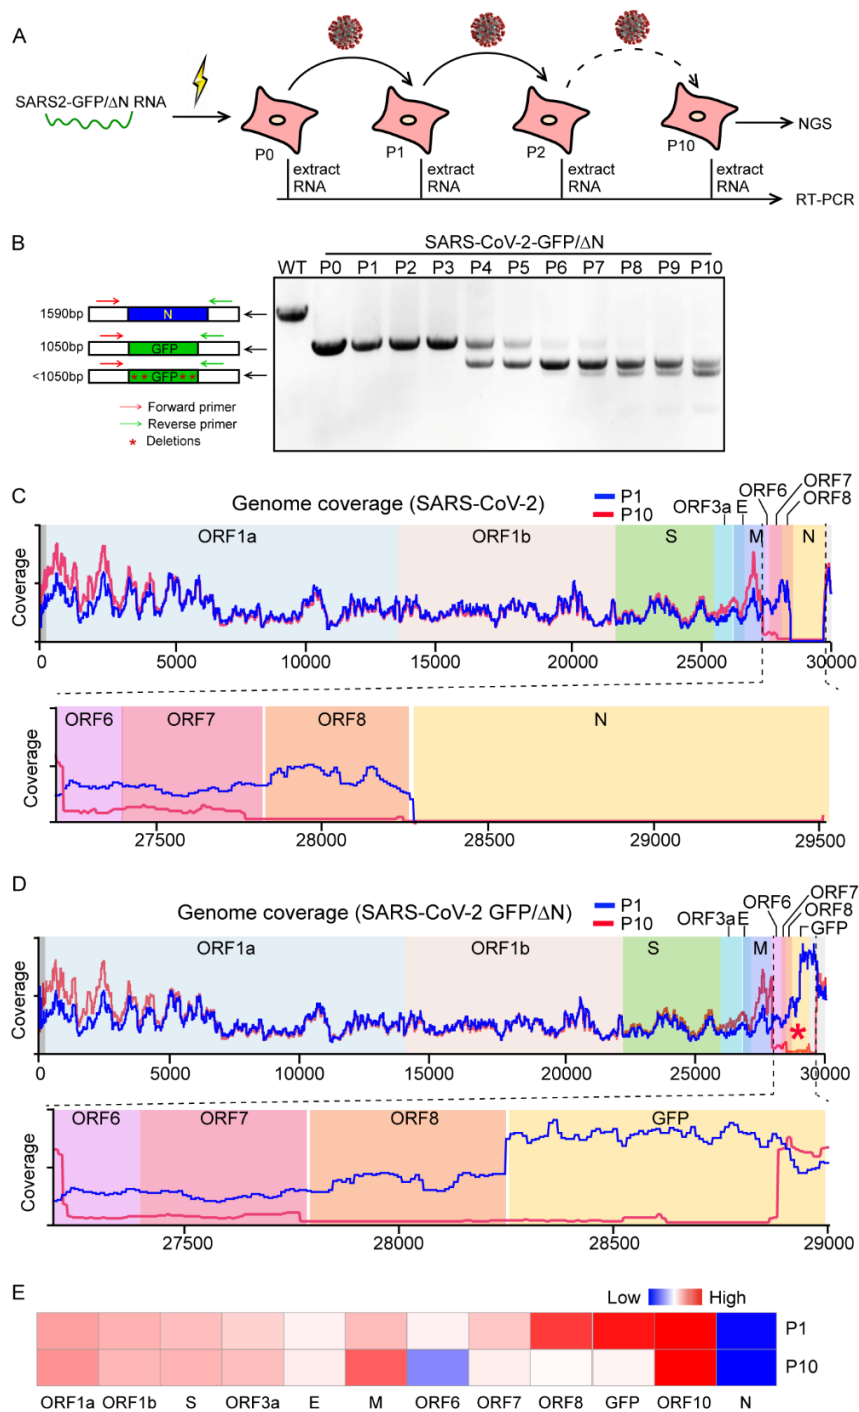 A
SARS2-GFP/ΔN RNA
P0
P1
P2
P10
NGS
extract RNA
extract RNA
extract RNA
extract RNA
RT-PCR
B
SARS-CoV-2-GFP/ΔN
WT P0 P1 P2 P3 P4 P5 P6 P7 P8 P9 P10
1590bp
N
1050bp
GFP
<1050bp
**GFP**
Forward primer
Reverse primer
* Deletions
C
Genome coverage (SARS-CoV-2)
P1
P10
ORF3a E
ORF6
ORF7
ORF8
Coverage
ORF1a
ORF1b
S
M
N
0 5000 10000 15000 20000 25000 30000
Coverage
ORF6
ORF7
ORF8
N
27500 28000 28500 29000 29500
D
Genome coverage (SARS-CoV-2 GFP/ΔN)
P1
P10
ORF3a E
ORF6
ORF7
ORF8
GFP
Coverage
ORF1a
ORF1b
S
M
*
0 5000 10000 15000 20000 25000 30000
Coverage
ORF6
ORF7
ORF8
GFP
27500 28000 28500 29000
E
Low
High
P1
P10
ORF1a ORF1b S ORF3a E M ORF6 ORF7 ORF8 GFP ORF10 N